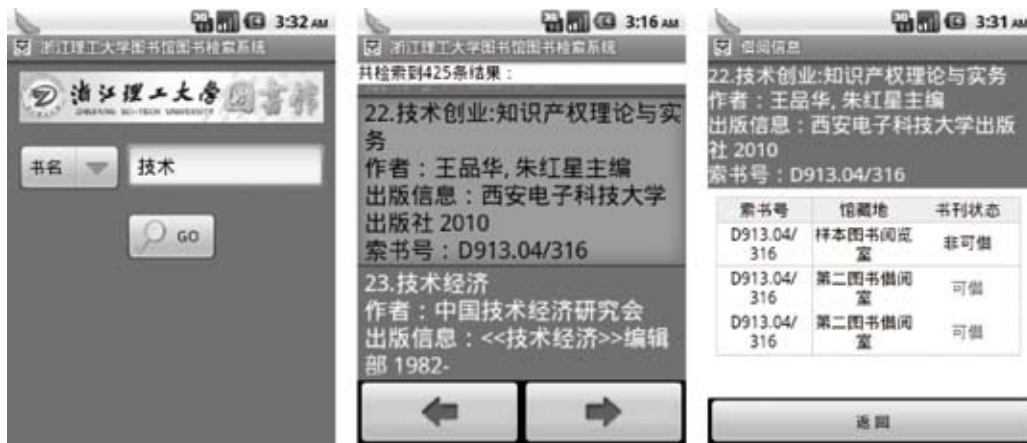 3:32 AM
浙江理工大学图书馆图书检索系统
浙江理工大学图书馆
ZHEJIANG SCI-TECH UNIVERSITY
书名
技术
GO
3:16 AM
浙江理工大学图书馆图书检索系统
共检索到425条结果：
22.技术创业:知识产权理论与实
务
作者：王品华, 朱红星主编
出版信息：西安电子科技大学
出版社 2010
索书号：D913.04/316
23.技术经济
作者：中国技术经济研究会
出版信息：<<技术经济>>编辑
部 1982-
3:31 AM
借阅信息
22.技术创业:知识产权理论与实务
作者：王品华, 朱红星主编
出版信息：西安电子科技大学出版
社 2010
索书号：D913.04/316
索书号 馆藏地 书刊状态
D913.04/ 样本图书阅览 非可借
316 室
D913.04/ 第二图书借阅 可借
316 室
D913.04/ 第二图书借阅 可借
316 室
返回